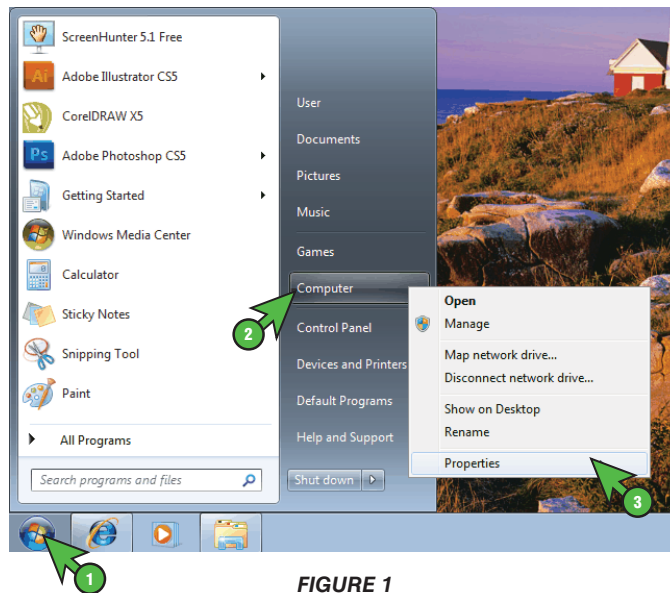 ScreenHunter 5.1 Free
Ai
Adobe Illustrator CS5
CorelDRAW X5
Ps
Adobe Photoshop CS5
Getting Started
Windows Media Center
Calculator
Sticky Notes
Snipping Tool
Paint
All Programs
Search programs and files
User
Documents
Pictures
Music
Games
Computer
Control Panel
Devices and Printers
Default Programs
Help and Support
Shut down
Open
Manage
Map network drive...
Disconnect network drive...
Show on Desktop
Rename
Properties
2
3
1
FIGURE 1